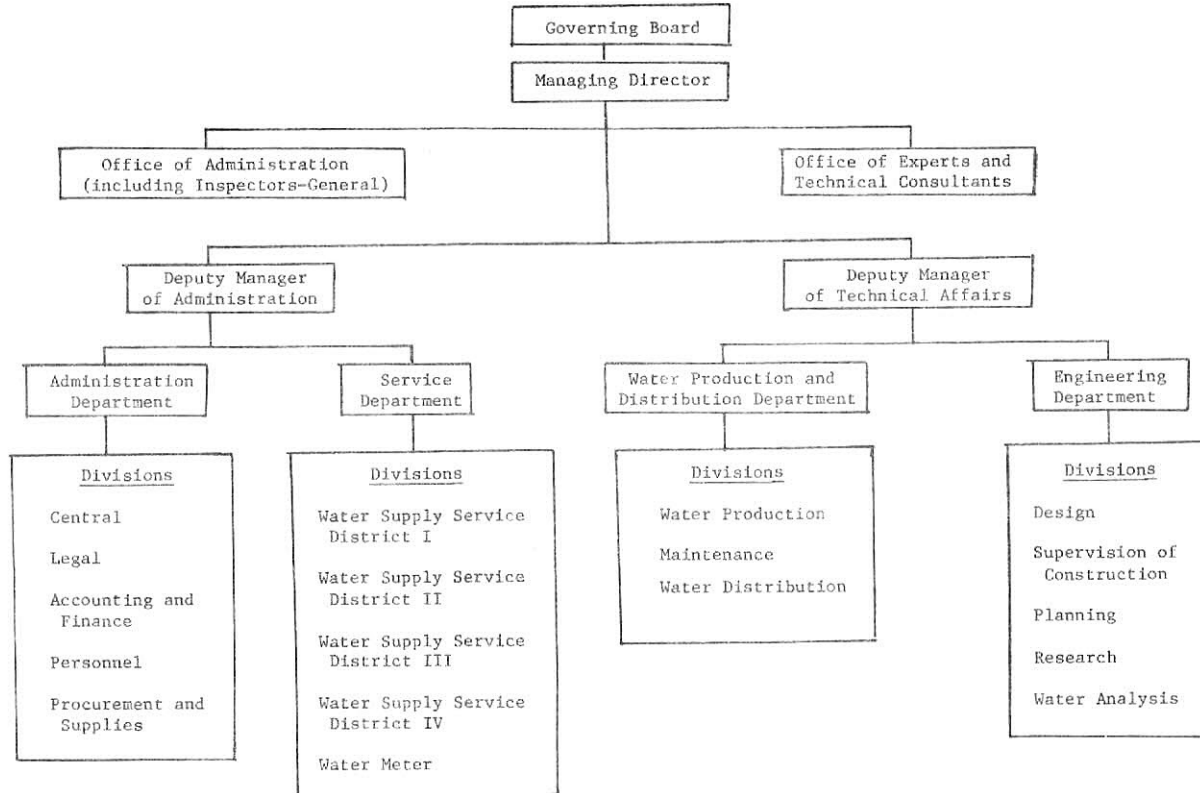 Governing Board
Managing Director
Office of Administration
(including Inspectors-General)
Office of Experts and
Technical Consultants
Deputy Manager
of Administration
Deputy Manager
of Technical Affairs
Administration
Department
Service
Department
Water Production and
Distribution Department
Engineering
Department
Divisions
Central
Legal
Accounting and
Finance
Personnel
Procurement and
Supplies
Divisions
Water Supply Service
District I
Water Supply Service
District II
Water Supply Service
District III
Water Supply Service
District IV
Water Meter
Divisions
Water Production
Maintenance
Water Distribution
Divisions
Design
Supervision of
Construction
Planning
Research
Water Analysis